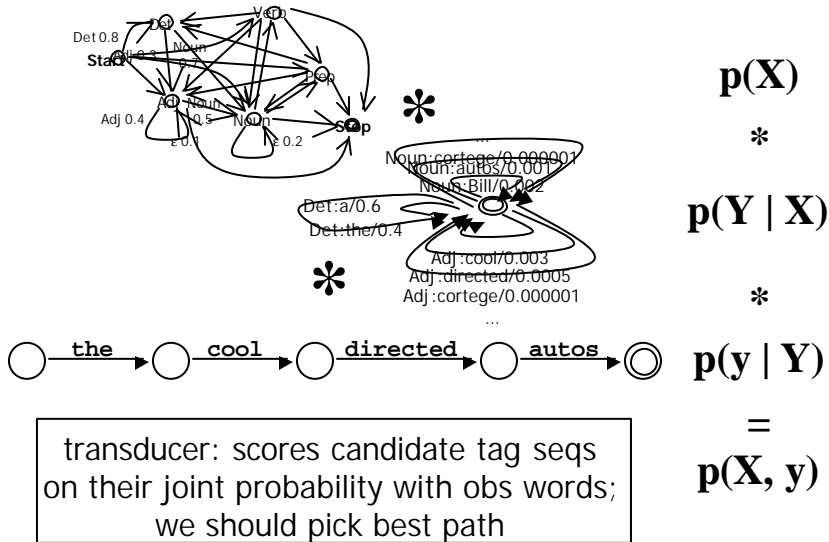 Verb
Det
Det 0.8
Noun
0.7
Adj 0.3
Start
Prep
Adj
Noun
0.5
Adj 0.4
Noun
Stop
ε 0.1
ε 0.2
*
p(X)
*
...
Noun:cortege/0.000001
Noun:autos/0.001
Noun:Bill/0.002
Det:a/0.6
Det:the/0.4
p(Y | X)
Adj:cool/0.003
Adj:directed/0.0005
Adj:cortege/0.000001
...
*
*
the cool directed autos
p(y | Y)
=
p(X, y)
transducer: scores candidate tag seqs
on their joint probability with obs words;
we should pick best path